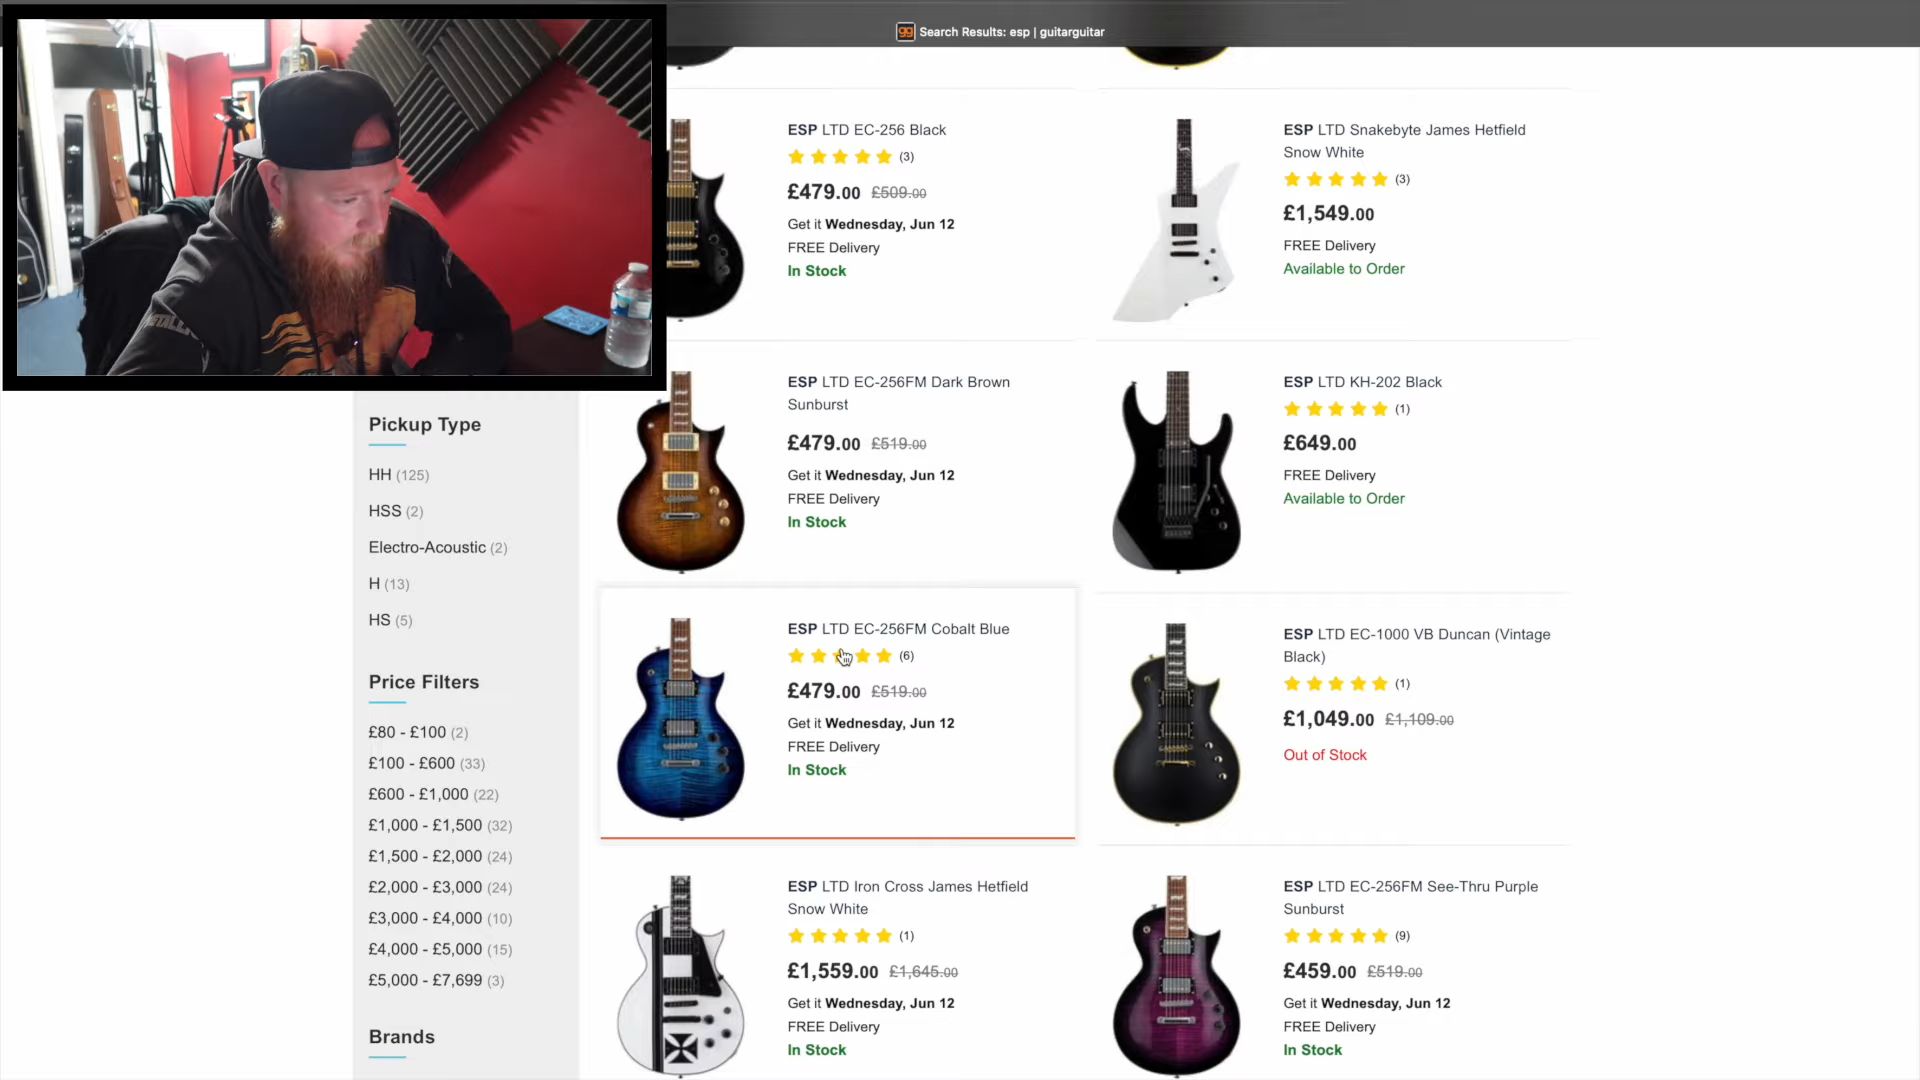 gg Search Results: esp | guitarguitar
ESP LTD EC-256 Black
(3)
£479.00 £509.00
Get it Wednesday, Jun 12
FREE Delivery
In Stock
ESP LTD Snakebyte James Hetfield
Snow White
(3)
£1,549.00
FREE Delivery
Available to Order
Pickup Type
HH (125)
HSS (2)
Electro-Acoustic (2)
H (13)
HS (5)
Price Filters
£80 - £100 (2)
£100 - £600 (33)
£600 - £1,000 (22)
£1,000 - £1,500 (32)
£1,500 - £2,000 (24)
£2,000 - £3,000 (24)
£3,000 - £4,000 (10)
£4,000 - £5,000 (15)
£5,000 - £7,699 (3)
Brands
ESP LTD EC-256FM Dark Brown
Sunburst
£479.00 £519.00
Get it Wednesday, Jun 12
FREE Delivery
In Stock
ESP LTD KH-202 Black
(1)
£649.00
FREE Delivery
Available to Order
ESP LTD EC-256FM Cobalt Blue
(6)
£479.00 £519.00
Get it Wednesday, Jun 12
FREE Delivery
In Stock
ESP LTD EC-1000 VB Duncan (Vintage
Black)
(1)
£1,049.00 £1,109.00
Out of Stock
ESP LTD Iron Cross James Hetfield
Snow White
(1)
£1,559.00 £1,645.00
Get it Wednesday, Jun 12
FREE Delivery
In Stock
ESP LTD EC-256FM See-Thru Purple
Sunburst
(9)
£459.00 £519.00
Get it Wednesday, Jun 12
FREE Delivery
In Stock